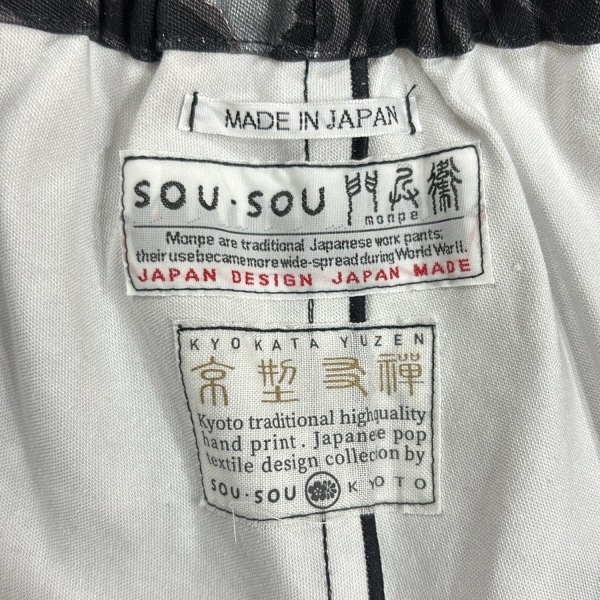 MADE IN JAPAN
SOU・SOU 門兵衛
monpe
Monpe are traditional Japanese work pants;
their use became more wide-spread during World War II.
JAPAN DESIGN JAPAN MADE
KYOKATA YUZEN
京型友禅
Kyoto traditional highquality
hand print. Japanee pop
textile design collection by
SOU・SOU KYOTO